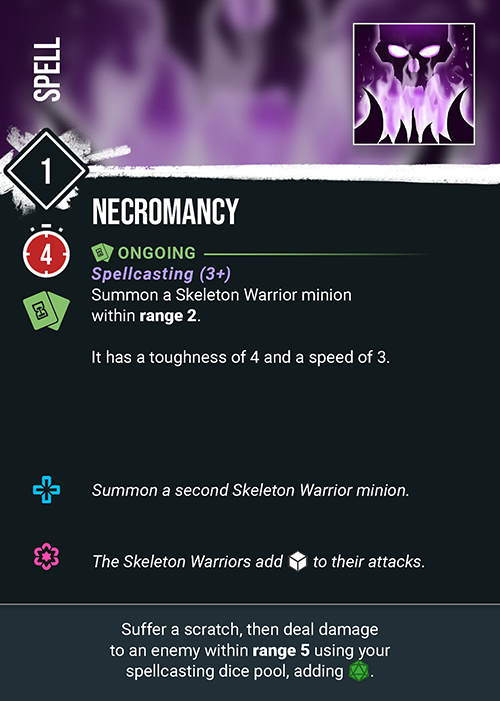 SPELL
1
NECROMANCY
4
ONGOING
Spellcasting (3+)
Summon a Skeleton Warrior minion
within range 2.
It has a toughness of 4 and a speed of 3.
Summon a second Skeleton Warrior minion.
The Skeleton Warriors add to their attacks.
Suffer a scratch, then deal damage
to an enemy within range 5 using your
spellcasting dice pool, adding .